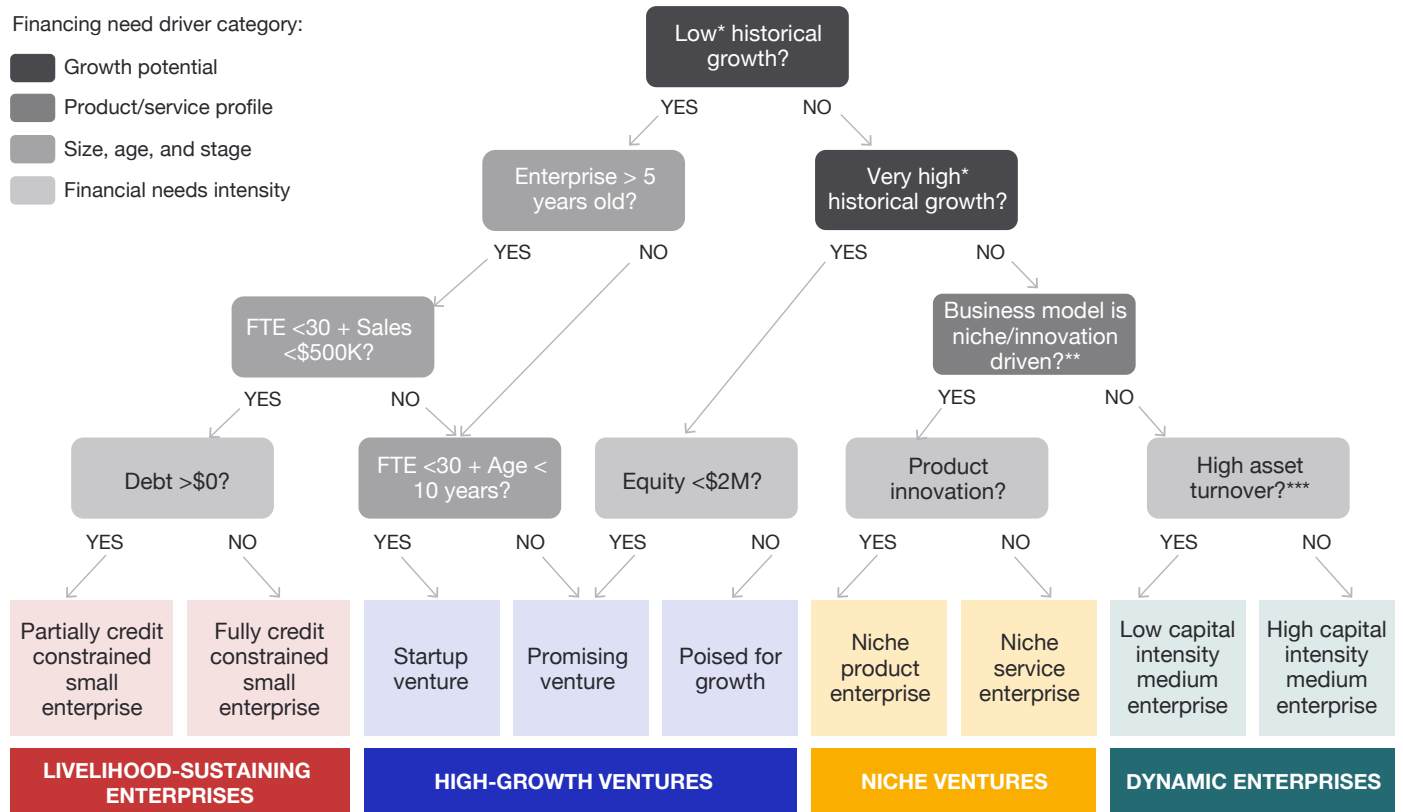 Financing need driver category:
Growth potential
Product/service profile
Size, age, and stage
Financial needs intensity
Low* historical
growth?
YES
NO
Enterprise > 5
years old?
Very high*
historical growth?
YES
NO
YES
NO
FTE <30 + Sales
<$500K?
Business model is
niche/innovation
driven?**
YES
NO
YES
NO
Debt >$0?
FTE <30 + Age <
10 years?
Equity <$2M?
Product
innovation?
High asset
turnover?***
YES
NO
YES
NO
YES
NO
YES
NO
YES
NO
Partially credit
constrained
small
enterprise
Fully credit
constrained
small
enterprise
Startup
venture
Promising
venture
Poised for
growth
Niche
product
enterprise
Niche
service
enterprise
Low capital
intensity
medium
enterprise
High capital
intensity
medium
enterprise
LIVELIHOOD-SUSTAINING
ENTERPRISES
HIGH-GROWTH VENTURES
NICHE VENTURES
DYNAMIC ENTERPRISES